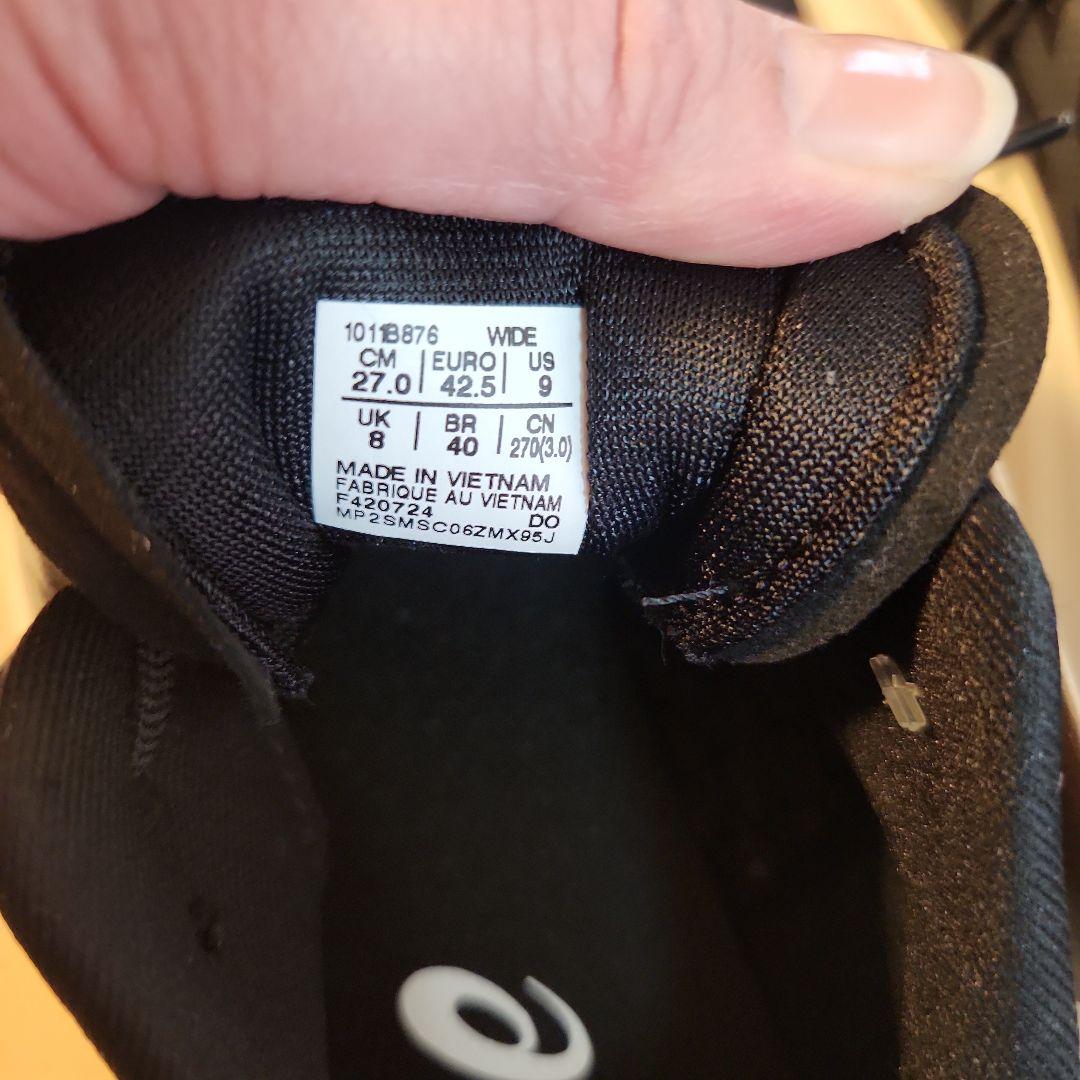 1011B876 WIDE
CM EURO US
27.0 42.5 9
UK BR CN
8 40 270(3.0)
MADE IN VIETNAM
FABRIQUE AU VIETNAM
F420724 DO
MP2SMSC06ZMX95J